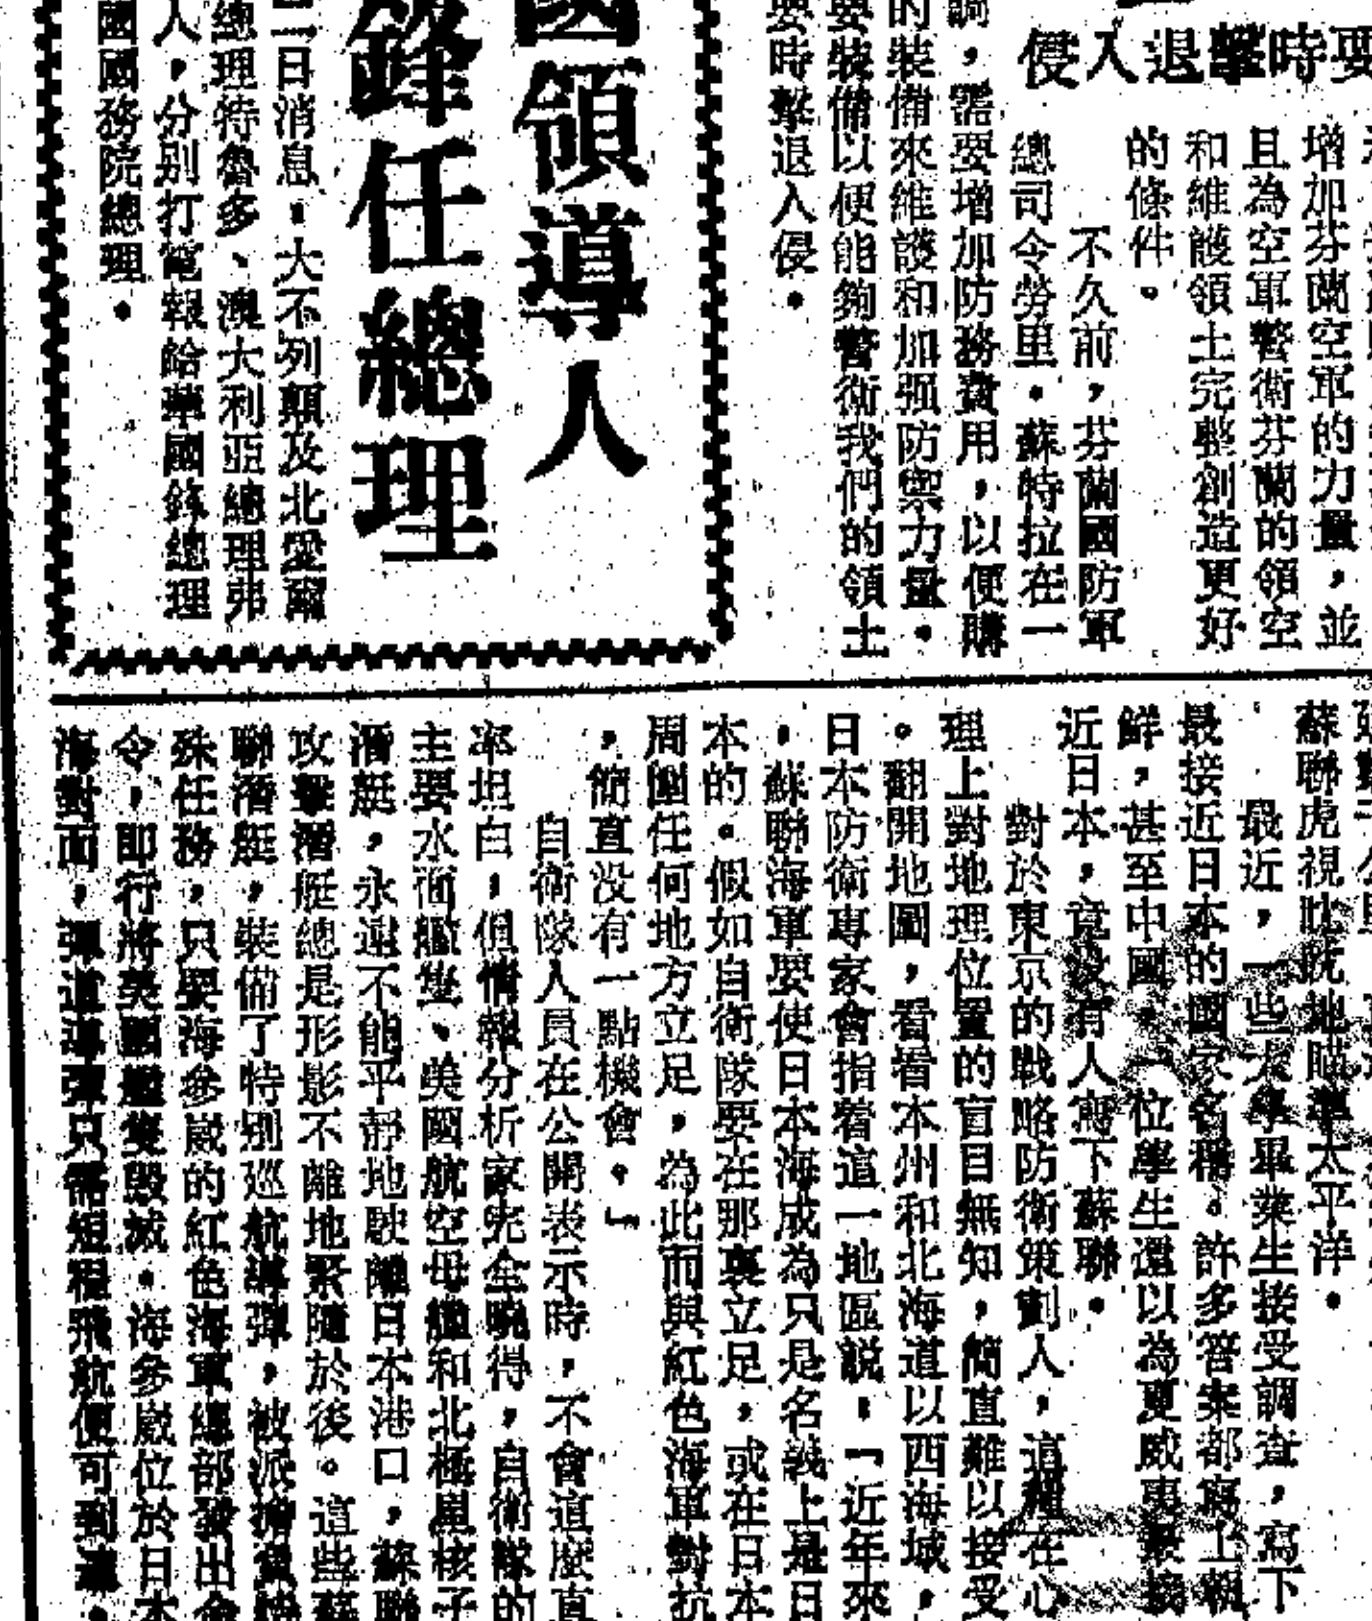 要時擊退入侵
增加芬蘭空軍的力量，並
且為空軍警衛芬蘭的領空
和維護領土完整創造更好
的條件。
不久前，芬蘭國防軍
總司令勞里．蘇特拉在一
調，需要增加防務費用，以便購
的裝備來維護和加强防禦力量。
要裝備以便能夠警衛我們的領土
要時擊退入侵。
國領導人
鋒任總理
二日消息：大不列顛及北愛爾
總理特魯多、澳大利亞總理弗
人，分别打電報給華國鋒總理
國國務院總理。
蘇聯虎視眈眈地瞄準太平洋。
最近，一些大學畢業生接受調查，寫下
最接近日本的國家名稱。許多答案都寫上朝
鮮，甚至中國。一位學生還以為夏威夷最接
近日本，竟没有人寫下蘇聯。
對於東京的戰略防衛策劃人，這種在心
理上對地理位置的盲目無知，簡直難以接受
。翻開地圖，看看本州和北海道以西海域，
日本防衛專家會指着這一地區説：「近年來
，蘇聯海軍要使日本海成為只是名義上是日
本的。假如自衛隊要在那裏立足，或在日本
周圍任何地方立足，為此而與紅色海軍對抗
，簡直没有一點機會。」
自衛隊人員在公開表示時，不會這麼直
率坦白，但情報分析家完全曉得，自衛隊的
主要水面艦隻、美國航空母艦和北極星核子
潛艇，永遠不能平靜地駛離日本港口，蘇聯
攻擊潛艇總是形影不離地緊隨於後。這些蘇
聯潛艇，裝備了特别巡航導彈，被派擔負特
殊任務，只要海參崴的紅色海軍總部發出命
令，即行將美國艦隻毁滅。海參崴位於日本
海對面，彈道導彈只需短程飛航便可到達。